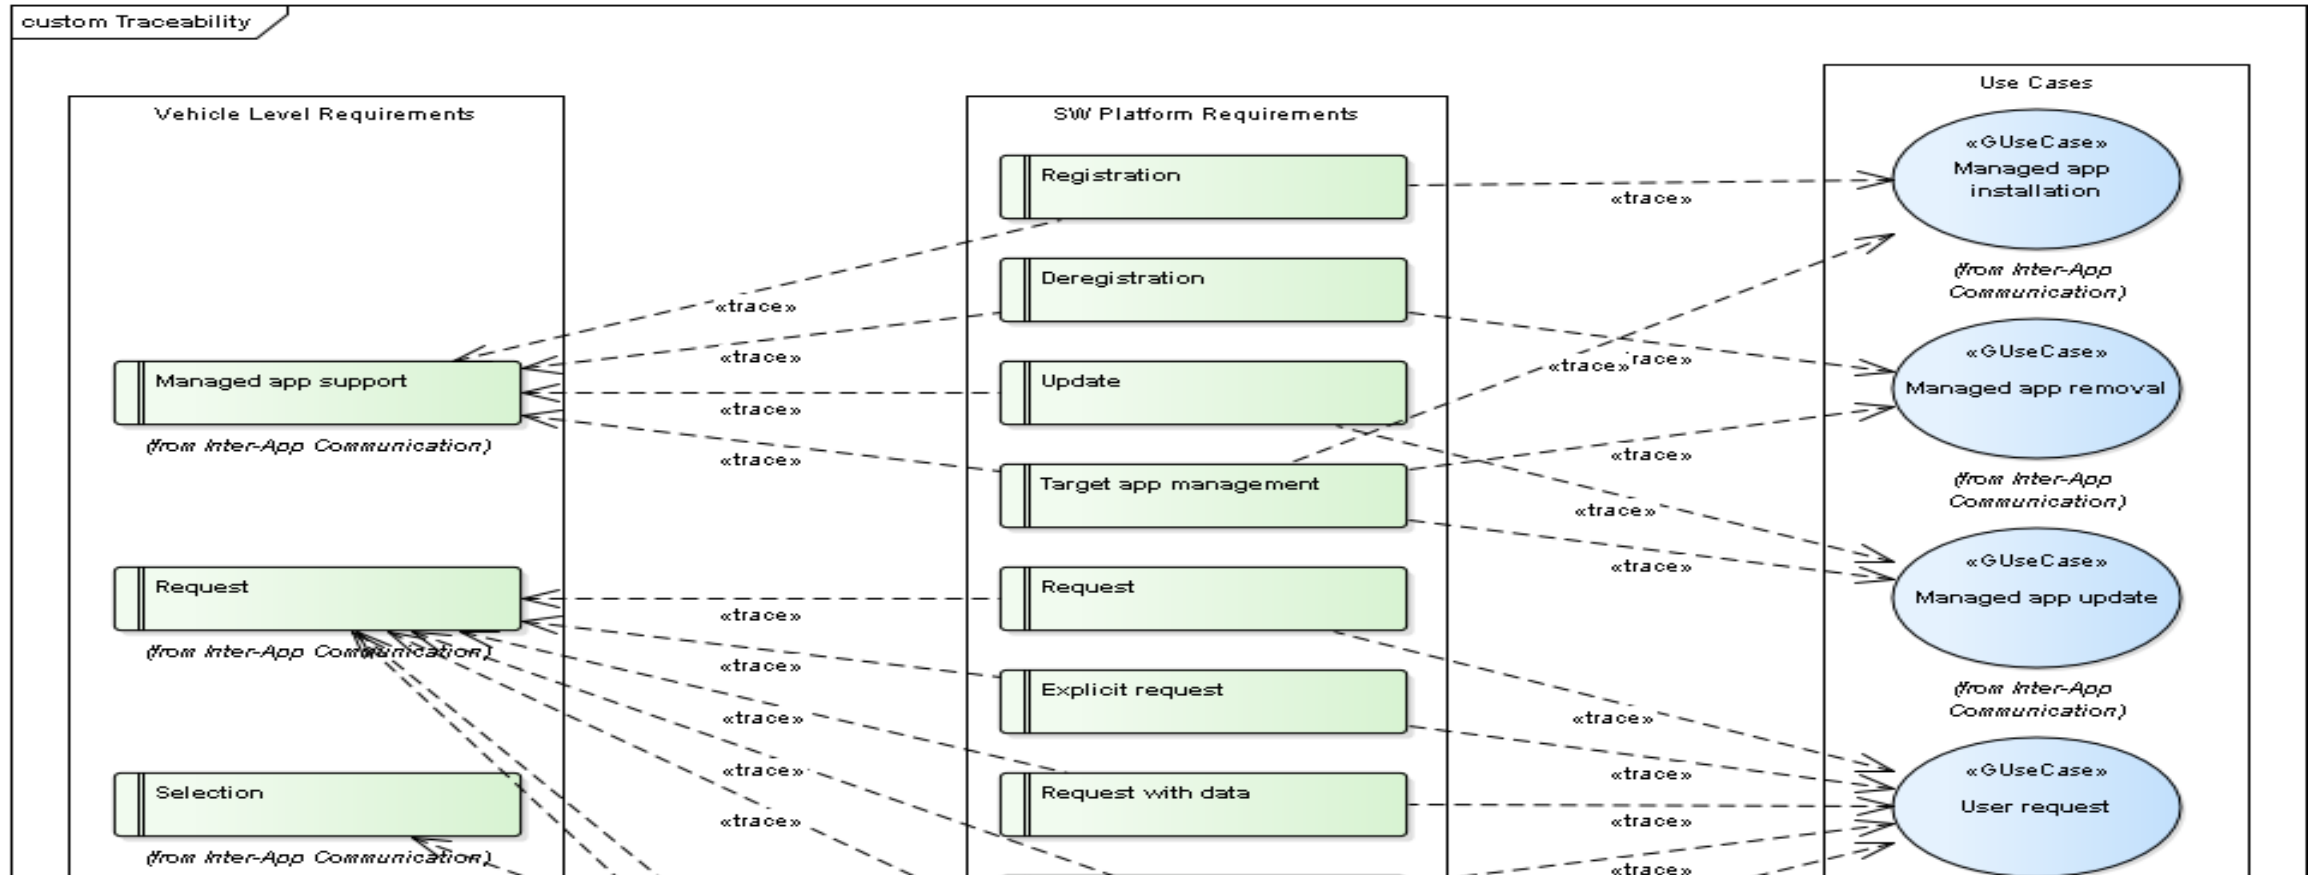 custom Traceability
Vehicle Level Requirements
Managed app support
(from Inter-App Communication)
Request
(from Inter-App Communication)
Selection
(from Inter-App Communication)
«trace»
«trace»
«trace»
«trace»
«trace»
«trace»
«trace»
«trace»
«trace»
SW Platform Requirements
Registration
Deregistration
Update
Target app management
Request
Explicit request
Request with data
«trace»
«trace»
race»
«trace»
«trace»
«trace»
«trace»
«trace»
«trace»
«trace»
Use Cases
«GUseCase»
Managed app
installation
(from Inter-App
Communication)
«GUseCase»
Managed app removal
(from Inter-App
Communication)
«GUseCase»
Managed app update
(from Inter-App
Communication)
«GUseCase»
User request